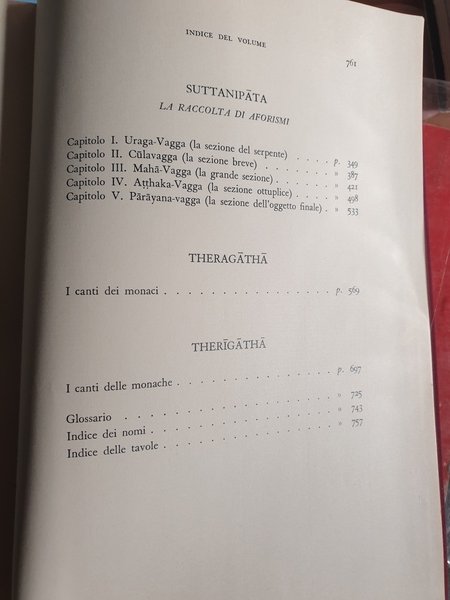 INDICE DEL VOLUME
761
SUTTANIPĀTA
LA RACCOLTA DI AFORISMI
Capitolo I. Uraga-Vagga (la sezione del serpente) . . . . p. 349
Capitolo II. Cūlavagga (la sezione breve) . . . . . . » 387
Capitolo III. Mahā-Vagga (la grande sezione) . . . . . » 421
Capitolo IV. Aṭṭhaka-Vagga (la sezione ottuplice) . . . . » 498
Capitolo V. Pārāyana-vagga (la sezione dell'oggetto finale) . » 533
THERAGĀTHĀ
I canti dei monaci . . . . . . . . . . . . . . p. 569
THERĪGĀTHĀ
I canti delle monache . . . . . . . . . . . . . p. 697
Glossario . . . . . . . . . . . . . . . . » 725
Indice dei nomi . . . . . . . . . . . . . . . » 743
Indice delle tavole . . . . . . . . . . . . . . » 757